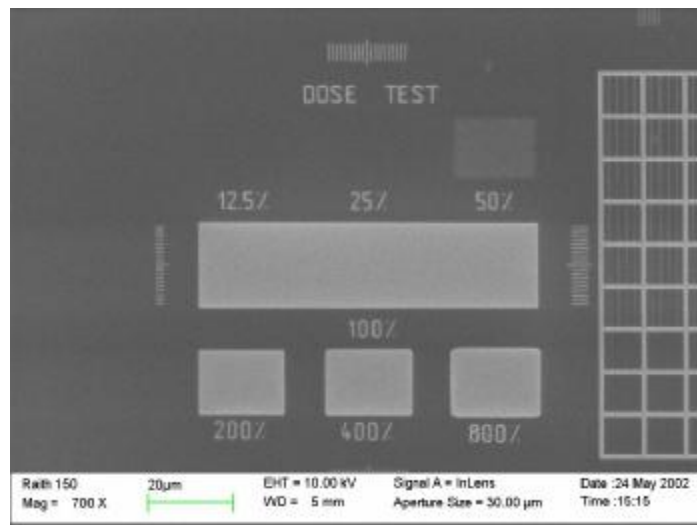 DOSE TEST
12.5% 25% 50%
100%
200% 400% 800%
Raith 150 20µm EHT = 10.00 kV Signal A = InLens Date :24 May 2002
Mag = 700 X WD = 5 mm Aperture Size = 30.00 µm Time :15:15